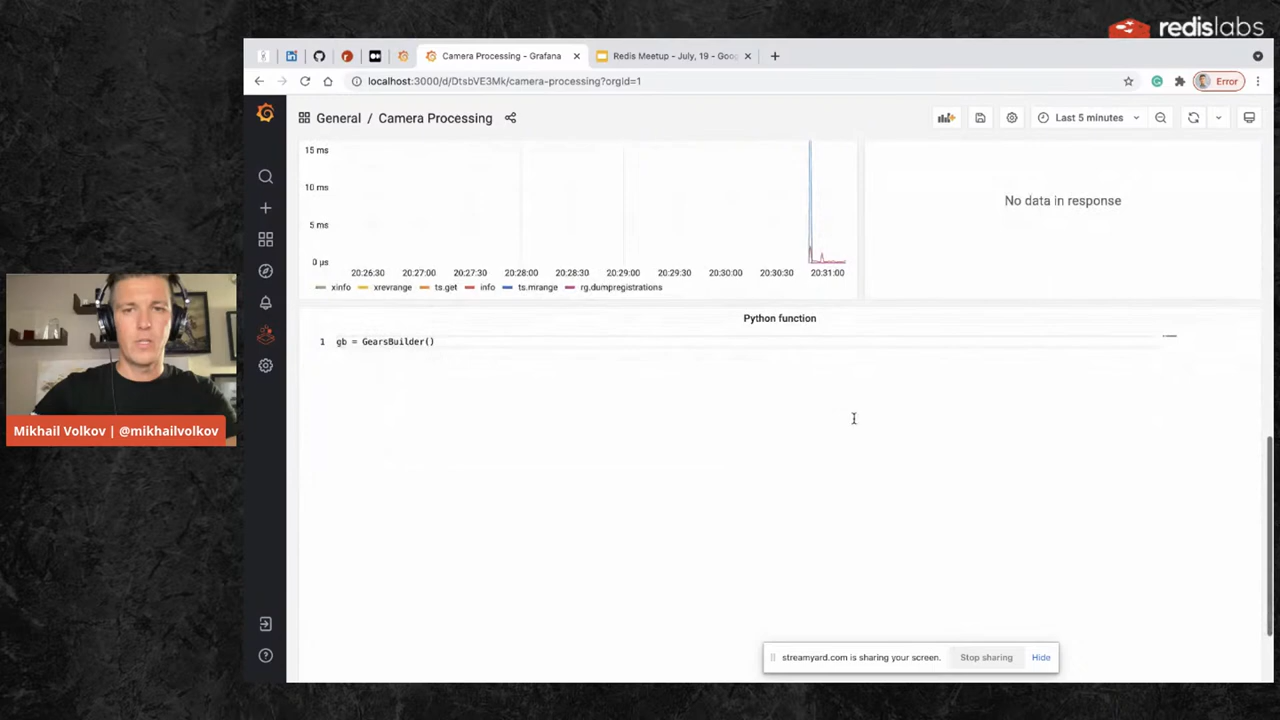 redislabs
Camera Processing - Grafana
Redis Meetup - July, 19 - Goo
localhost:3000/d/DtsbVE3Mk/camera-processing?orgId=1
Error
General / Camera Processing
Last 5 minutes
15 ms
10 ms
5 ms
0 µs
20:26:30 20:27:00 20:27:30 20:28:00 20:28:30 20:29:00 20:29:30 20:30:00 20:30:30 20:31:00
xinfo xrevrange ts.get info ts.mrange rg.dumpregistrations
No data in response
Python function
1 gb = GearsBuilder()
Mikhail Volkov | @mikhailvolkov
streamyard.com is sharing your screen. Stop sharing Hide